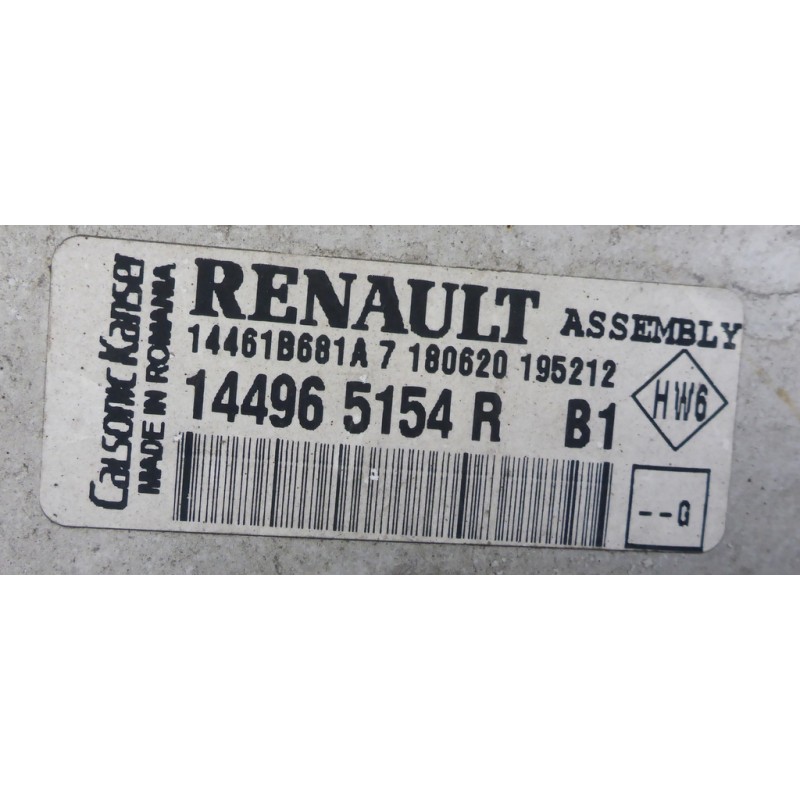 Calsonic Kansei
MADE IN ROMANIA
RENAULT ASSEMBLY
14461B681A 7 180620 195212
14496 5154 R B1
HW6
--G